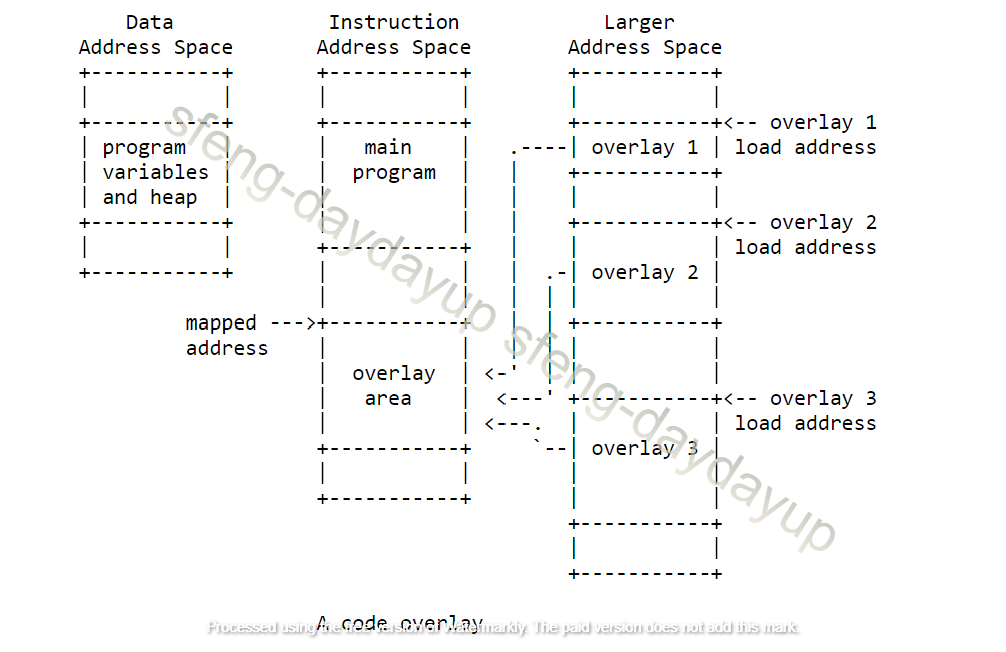 Data
Address Space
Instruction
Address Space
Larger
Address Space
program
variables
and heap
main
program
mapped --->
address
overlay
area
overlay 1
<-- overlay 1
load address
overlay 2
<-- overlay 2
load address
overlay 3
<-- overlay 3
load address
A code overlay
sfeng-daydayup sfeng-daydayup
Processed using the free version of Watermarkly. The paid version does not add this mark.